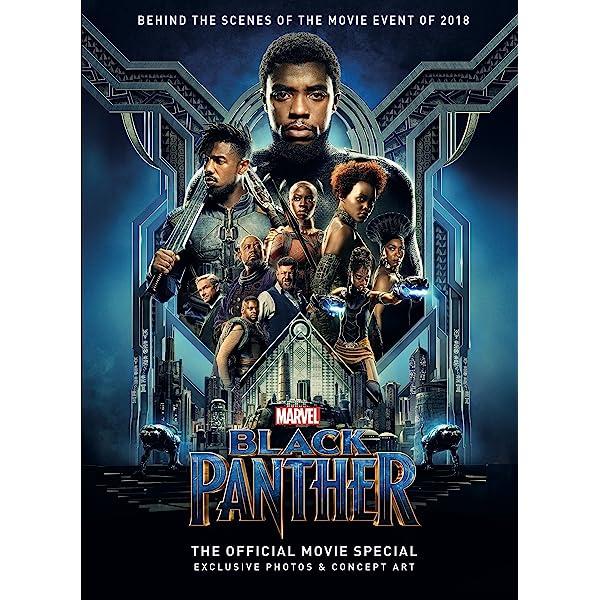 BEHIND THE SCENES OF THE MOVIE EVENT OF 2018
MARVEL
BLACK
PANTHER
THE OFFICIAL MOVIE SPECIAL
EXCLUSIVE PHOTOS & CONCEPT ART